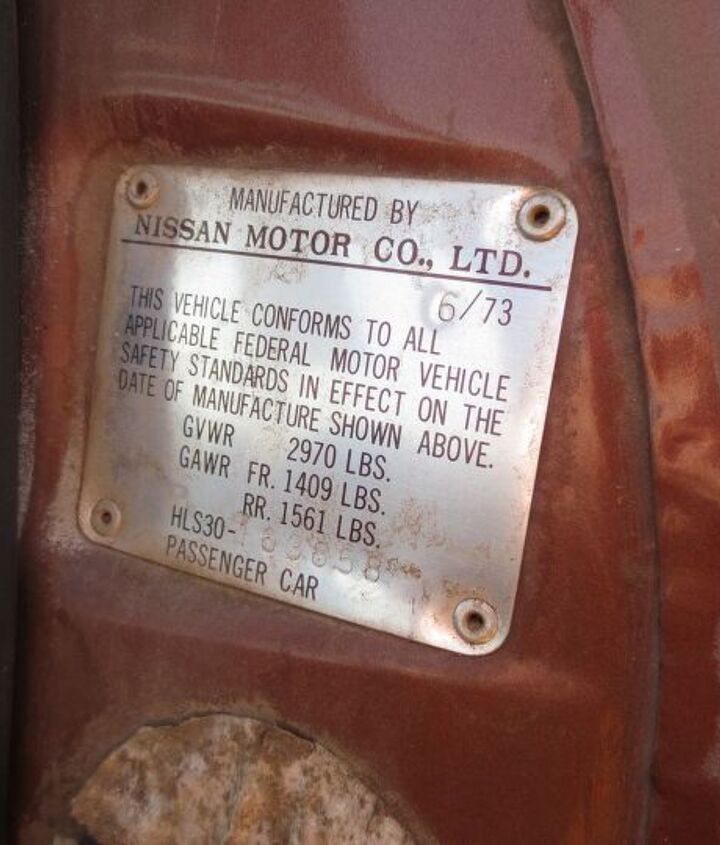 MANUFACTURED BY
NISSAN MOTOR CO., LTD.
6/73
THIS VEHICLE CONFORMS TO ALL
APPLICABLE FEDERAL MOTOR VEHICLE
SAFETY STANDARDS IN EFFECT ON THE
DATE OF MANUFACTURE SHOWN ABOVE.
GVWR 2970 LBS.
GAWR FR. 1409 LBS.
RR. 1561 LBS.
HLS30-
PASSENGER CAR